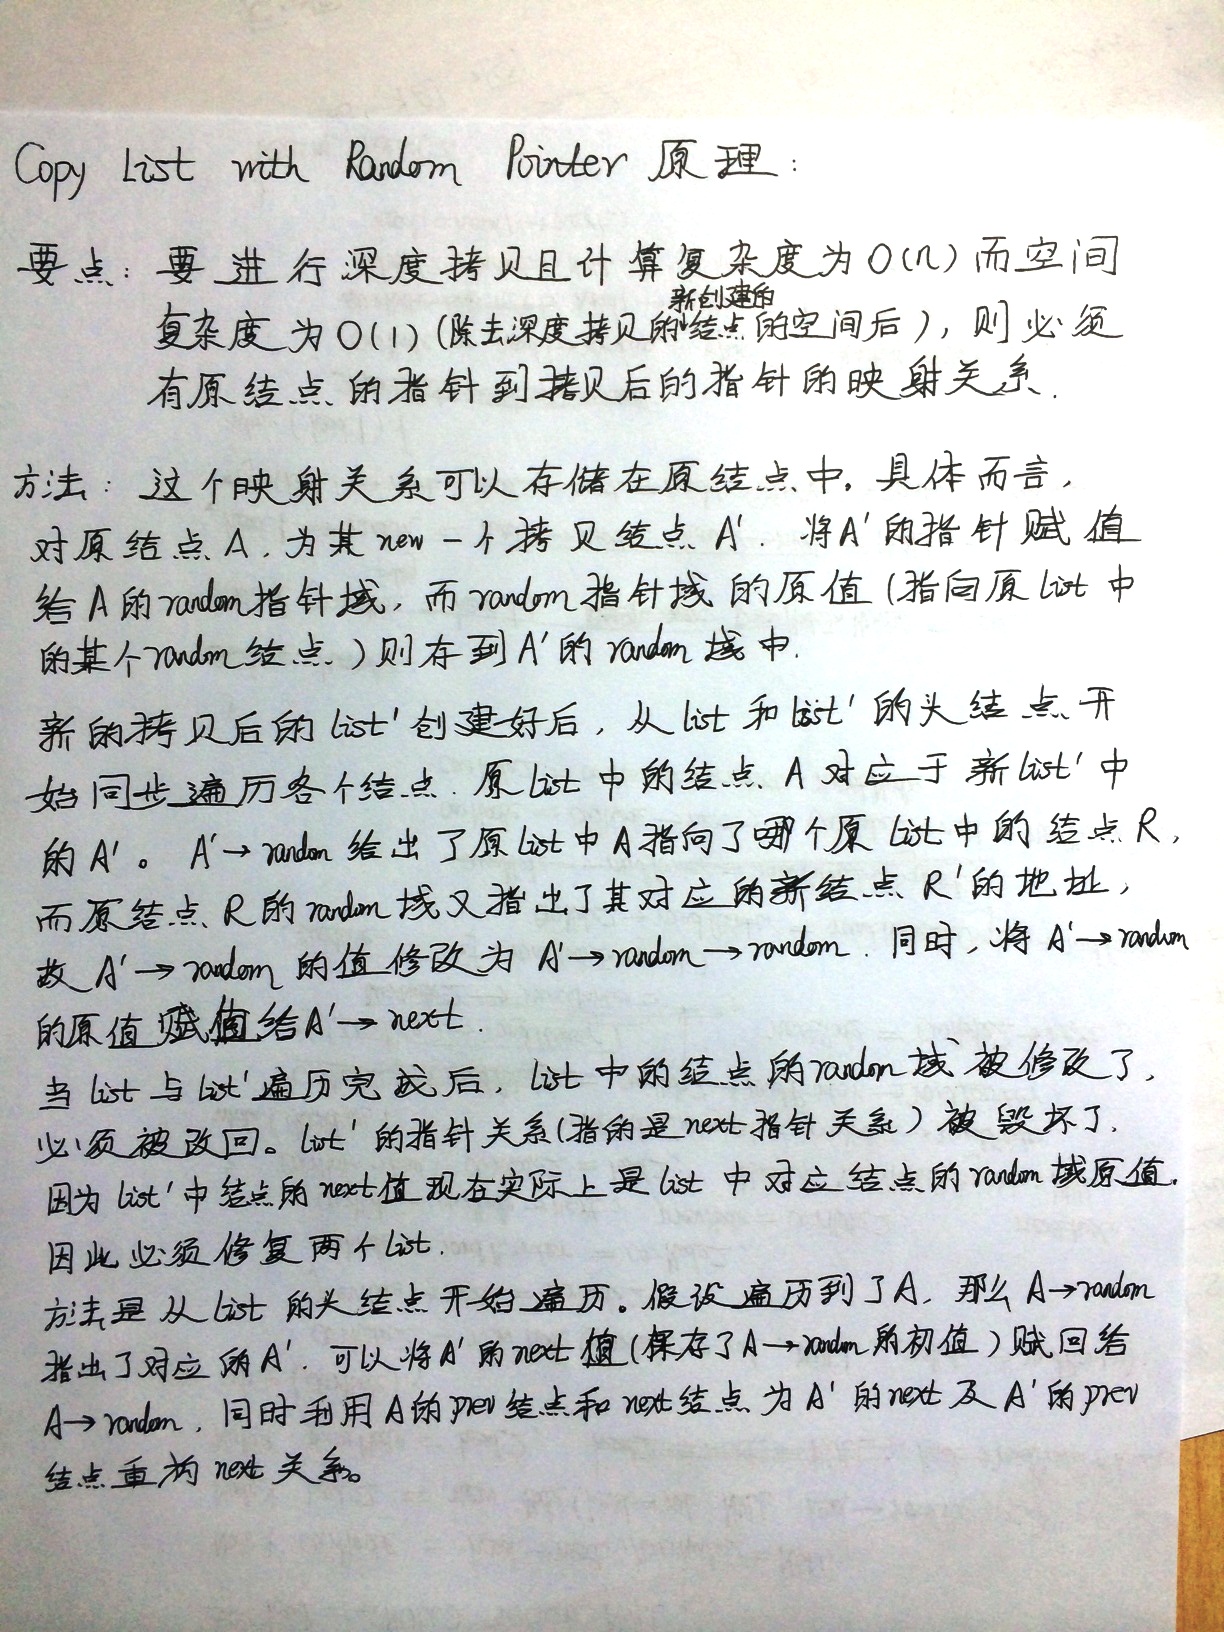 Copy List with Random Pointer 原理：
要点：要进行深度拷贝且计算复杂度为O(n)而空间
复杂度为O(1)(除去深度拷贝的新创建的结点的空间后)，则必须
有原结点的指针到拷贝后的指针的映射关系.
方法：这个映射关系可以存储在原结点中。具体而言，
对原结点A，为其new一个拷贝结点A'. 将A'的指针赋值
给A的random指针域，而random指针域的原值(指向原list中
的某个random结点)则存到A'的random域中.
新的拷贝后的list'创建好后，从list和list'的头结点开
始同步遍历各个结点. 原list中的结点A对应于新list'中
的A'。A'→random给出了原list中A指向了哪个原list中的结点R，
而原结点R的random域又指出了其对应的新结点R'的地址，
故A'→random的值修改为A'→random→random. 同时，将A'→random
的原值赋值给A'→next.
当list与list'遍历完成后，list中的结点的random域被修改了，
必须被改回。list'的指针关系(指的是next指针关系)被毁坏了，
因为list'中结点的next值现在实际上是list中对应结点的random域原值.
因此必须修复两个list.
方法是从list的头结点开始遍历。假设遍历到了A，那么A→random
指出了对应的A'，可以将A'的next值(保存了A→random的初值)赋回给
A→random，同时利用A的prev结点和next结点为A'的next及A'的prev
结点重构next关系。